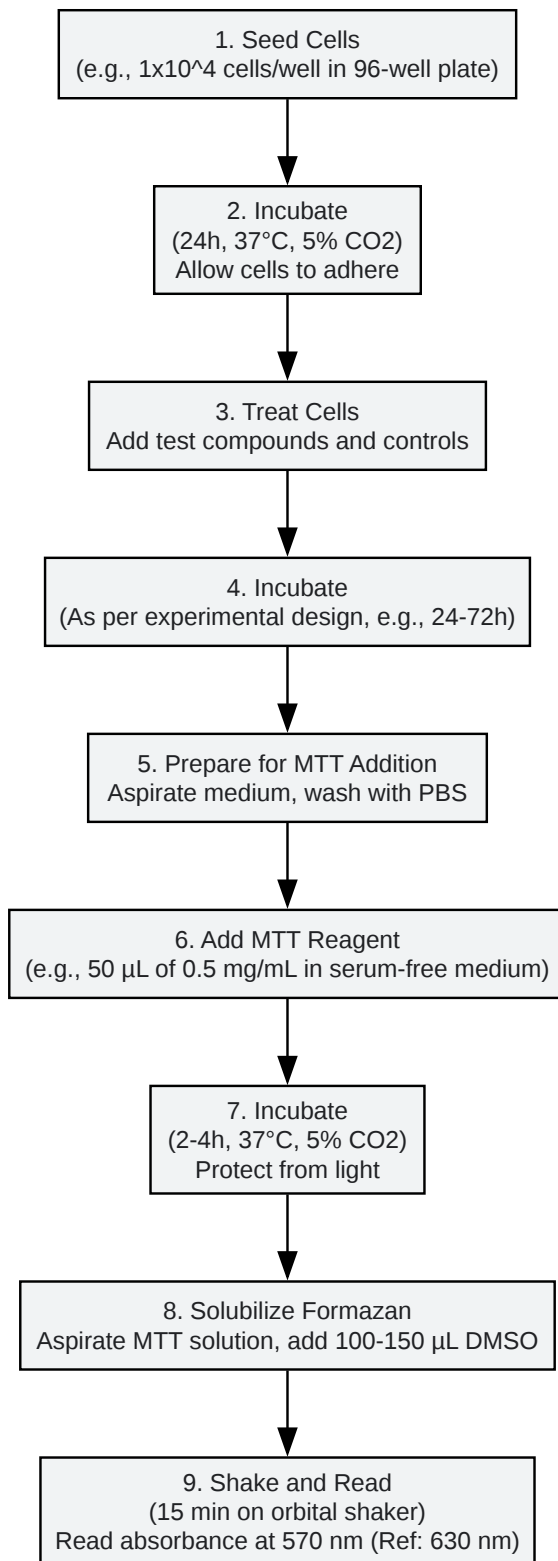 1. Seed Cells
(e.g., 1x10^4 cells/well in 96-well plate)
2. Incubate
(24h, 37°C, 5% CO2)
Allow cells to adhere
3. Treat Cells
Add test compounds and controls
4. Incubate
(As per experimental design, e.g., 24-72h)
5. Prepare for MTT Addition
Aspirate medium, wash with PBS
6. Add MTT Reagent
(e.g., 50 µL of 0.5 mg/mL in serum-free medium)
7. Incubate
(2-4h, 37°C, 5% CO2)
Protect from light
8. Solubilize Formazan
Aspirate MTT solution, add 100-150 µL DMSO
9. Shake and Read
(15 min on orbital shaker)
Read absorbance at 570 nm (Ref: 630 nm)